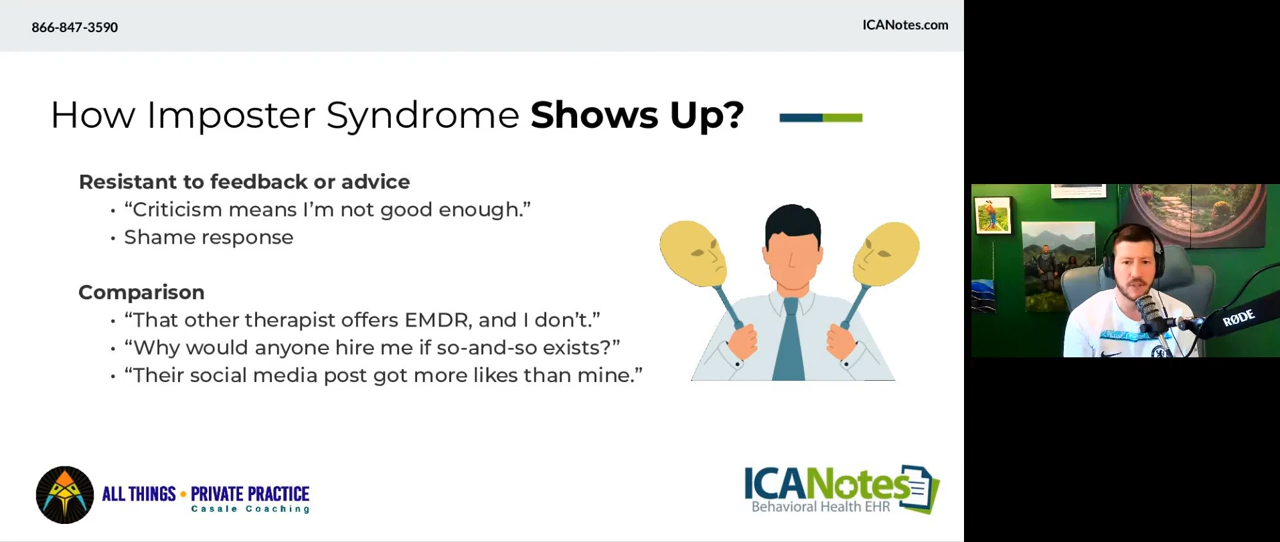 866-847-3590
ICANotes.com
How Imposter Syndrome Shows Up?
Resistant to feedback or advice
• “Criticism means I’m not good enough.”
• Shame response
Comparison
• “That other therapist offers EMDR, and I don’t.”
• “Why would anyone hire me if so-and-so exists?”
• “Their social media post got more likes than mine.”
ALL THINGS • PRIVATE PRACTICE
Casale Coaching
ICANotes
Behavioral Health EHR
RØDE